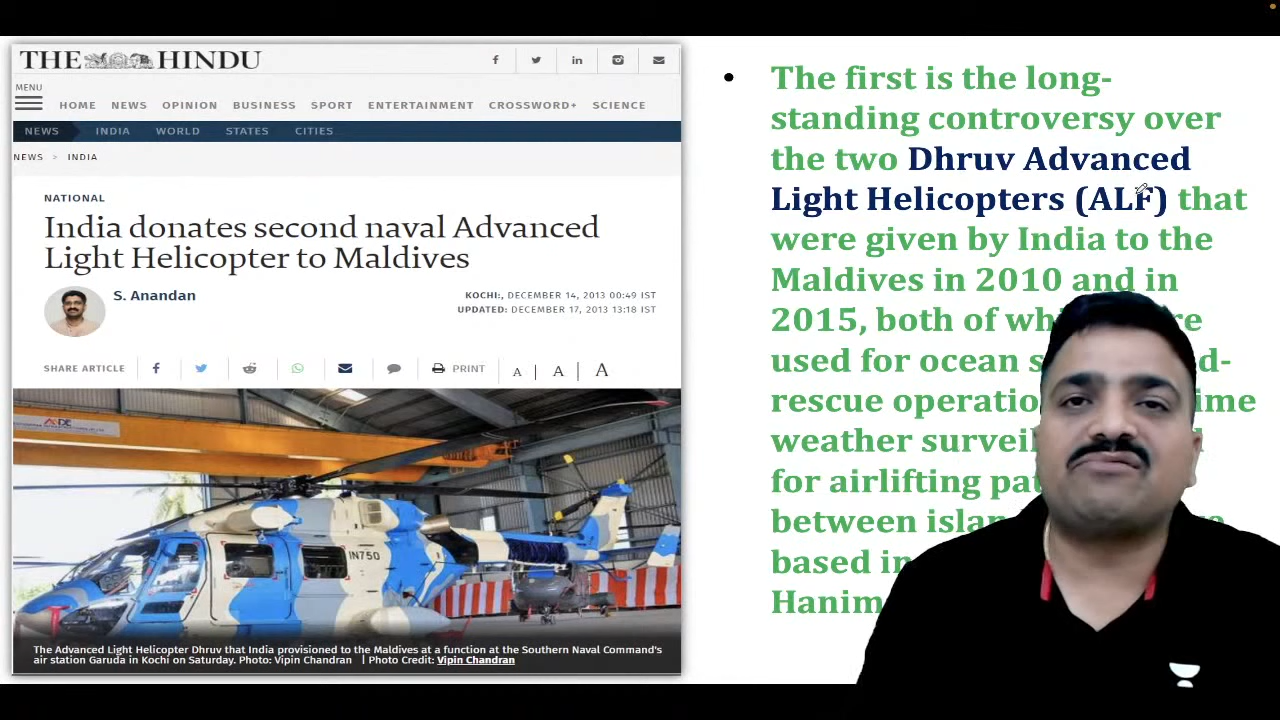 THE HINDU
MENU
HOME NEWS OPINION BUSINESS SPORT ENTERTAINMENT CROSSWORD+ SCIENCE
NEWS INDIA WORLD STATES CITIES
NEWS > INDIA
NATIONAL
India donates second naval Advanced
Light Helicopter to Maldives
S. Anandan
KOCHI:, DECEMBER 14, 2013 00:49 IST
UPDATED: DECEMBER 17, 2013 13:18 IST
SHARE ARTICLE PRINT A A A
IN750
The Advanced Light Helicopter Dhruv that India provisioned to the Maldives at a function at the Southern Naval Command's
air station Garuda in Kochi on Saturday. Photo: Vipin Chandran | Photo Credit: Vipin Chandran
• The first is the long-
standing controversy over
the two Dhruv Advanced
Light Helicopters (ALF) that
were given by India to the
Maldives in 2010 and in
2015, both of
used for ocean
rescue
weather
for airlifting
between
based in